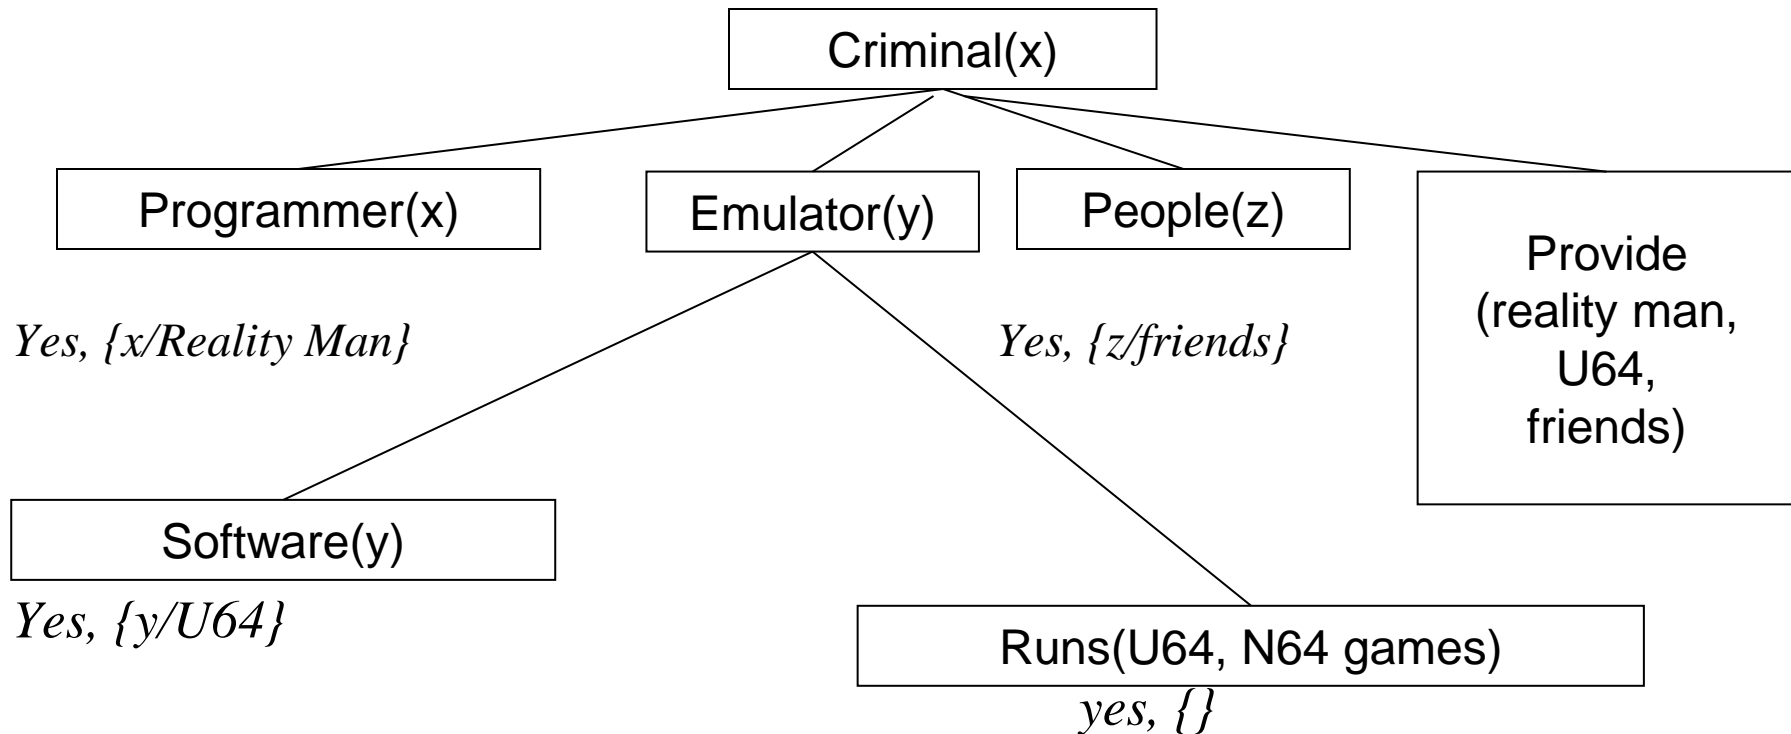 Criminal(x)
Programmer(x)
Emulator(y)
People(z)
Provide
(reality man,
U64,
friends)
Yes, {x/Reality Man}
Yes, {z/friends}
Software(y)
Yes, {y/U64}
Runs(U64, N64 games)
yes, {}